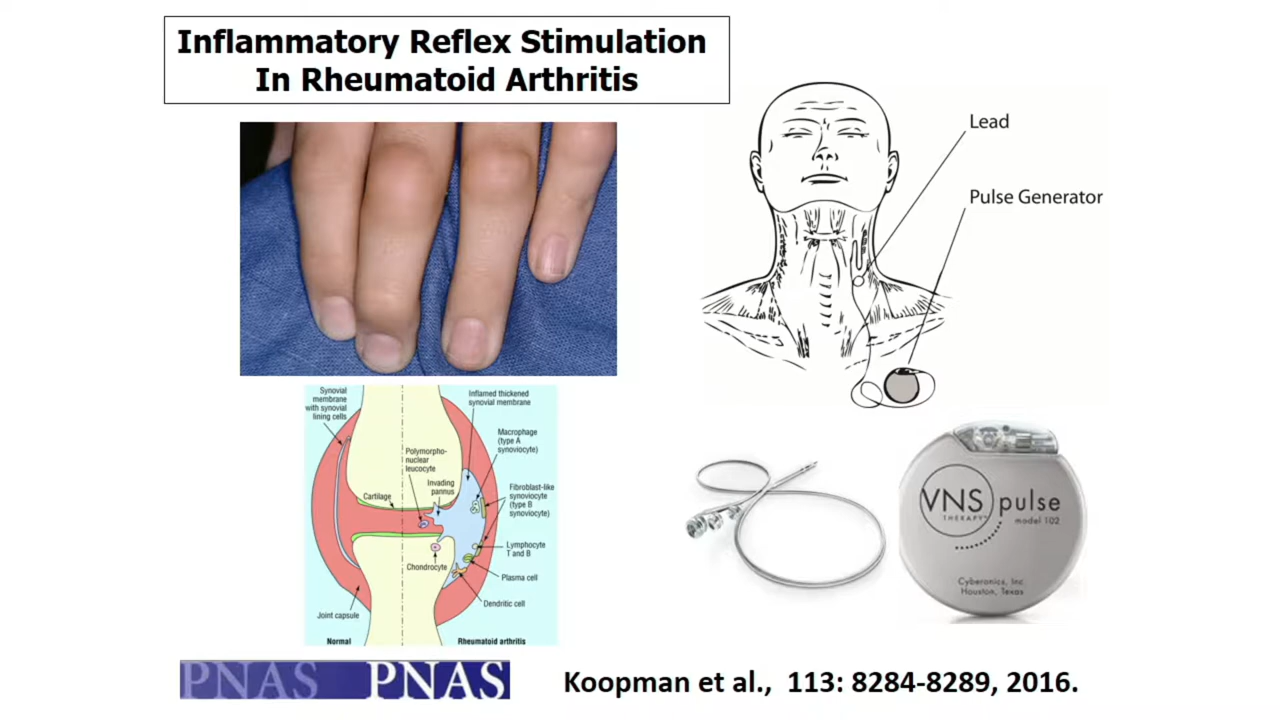 Inflammatory Reflex Stimulation
In Rheumatoid Arthritis
Lead
Pulse Generator
Synovial
membrane
with synovial
lining cells
Inflamed thickened
synovial membrane
Macrophage
(type A
synoviocyte)
Polymorpho-
nuclear
leucocyte
Invading
pannus
Cartilage
Fibroblast-like
synoviocyte
(type B
synoviocyte)
Lymphocyte
T and B
Chondrocyte
Plasma cell
Dendritic cell
Joint capsule
Normal
Rheumatoid arthritis
VNS pulse
THERAPY™
model 102
Cyberonics, Inc.
Houston, Texas
PNAS PNAS
Koopman et al., 113: 8284-8289, 2016.